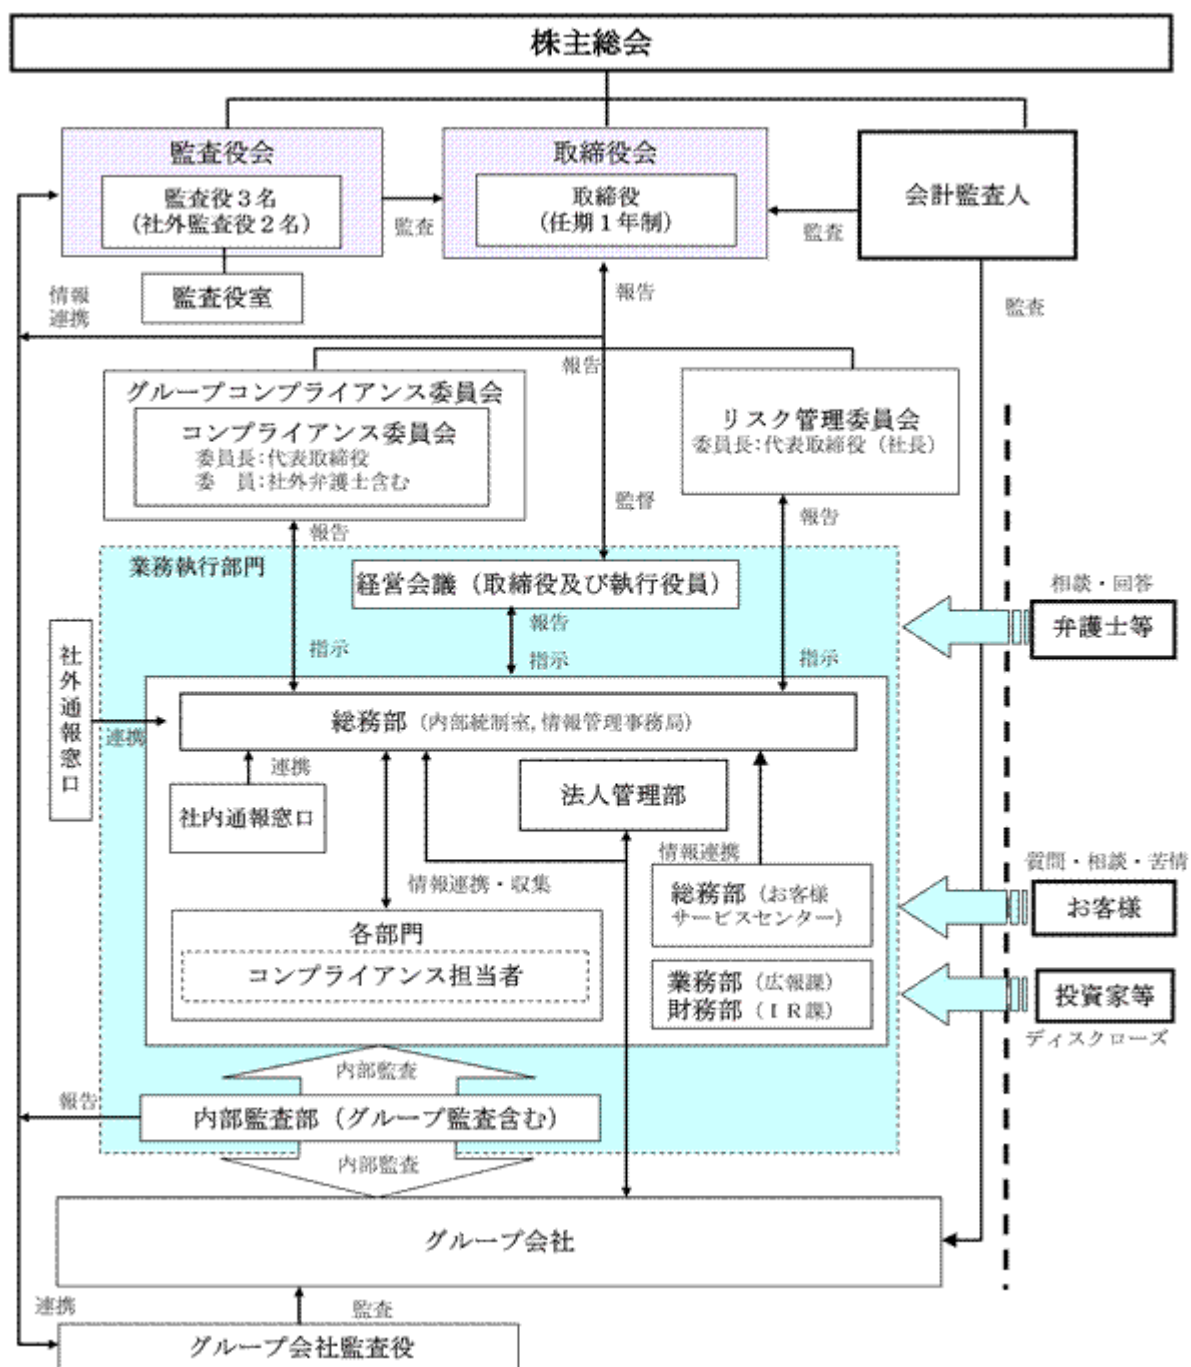 株主総会
監査役会
監査役３名
（社外監査役２名）
監査役室
監査
取締役会
取締役
（任期１年制）
監査
会計監査人
情報
連携
報告
監査
報告
グループコンプライアンス委員会
コンプライアンス委員会
委員長：代表取締役
委　員：社外弁護士含む
リスク管理委員会
委員長：代表取締役（社長）
報告
監督
報告
業務執行部門
経営会議（取締役及び執行役員）
報告
指示
指示
指示
相談・回答
弁護士等
社外通報窓口
連携
総務部（内部統制室，情報管理事務局）
連携
社内通報窓口
法人管理部
情報連携
情報連携・収集
総務部（お客様
サービスセンター）
質問・相談・苦情
お客様
各部門
コンプライアンス担当者
業務部（広報課）
財務部（ＩＲ課）
投資家等
ディスクローズ
内部監査
報告
内部監査部（グループ監査含む）
内部監査
グループ会社
連携
監査
グループ会社監査役